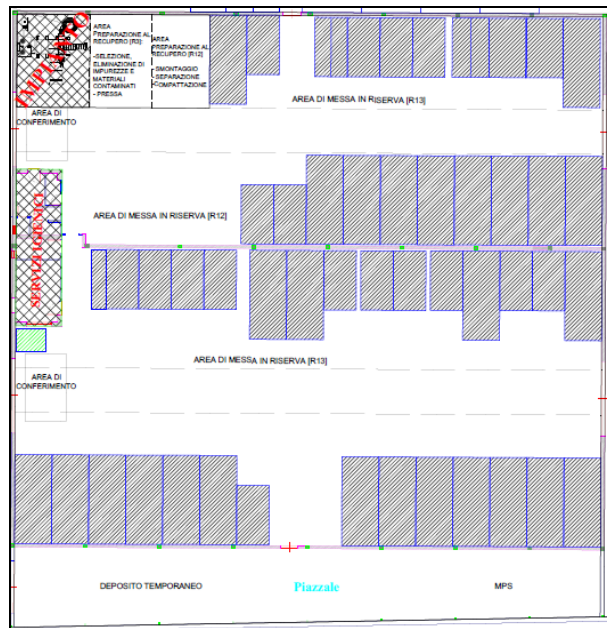 IMPIANTO
AREA
PREPARAZIONE AL
RECUPERO [R3]
-SELEZIONE,
ELIMINAZIONE DI
IMPUREZZE E
MATERIALI
CONTAMINATI
- PRESSA
AREA
PREPARAZIONE AL
RECUPERO [R12]
- SMONTAGGIO
- SEPARAZIONE
COMPATTAZIONE
AREA DI MESSA IN RISERVA [R13]
AREA DI
CONFERIMENTO
SERVIZI IGIENICI
AREA DI MESSA IN RISERVA [R12]
AREA DI MESSA IN RISERVA [R13]
AREA DI
CONFERIMENTO
DEPOSITO TEMPORANEO
Piazzale
MPS